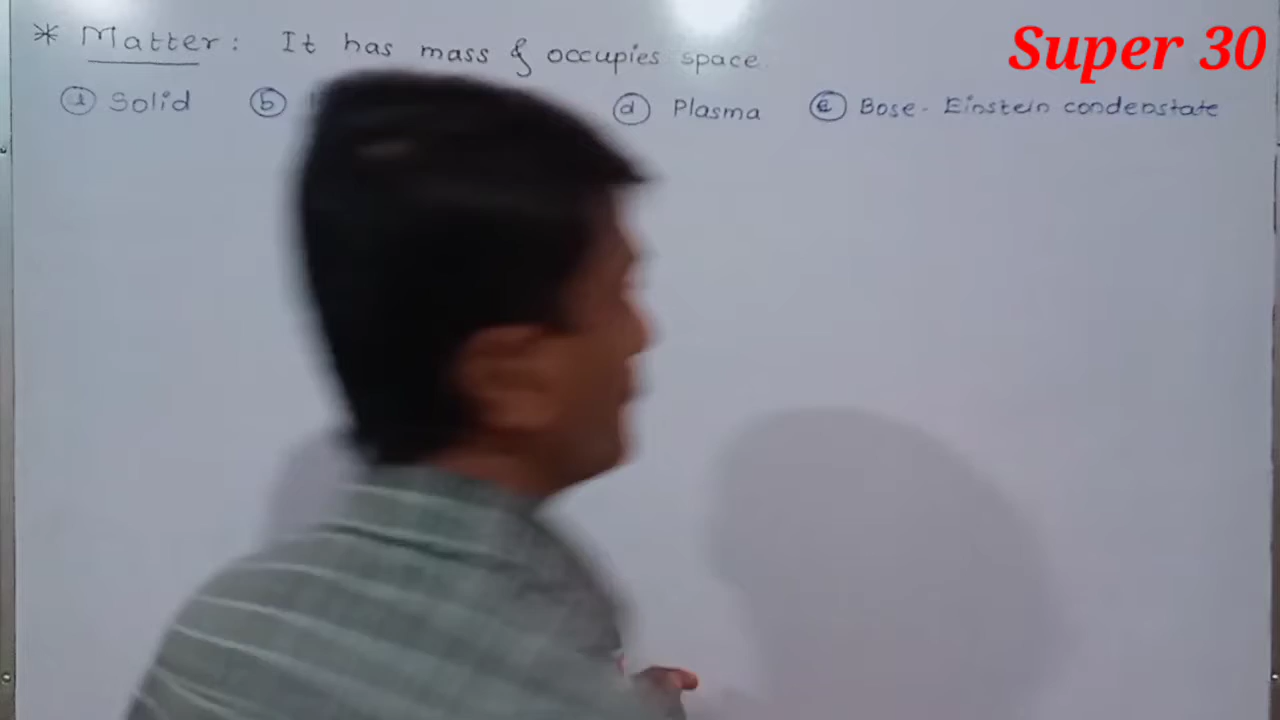 * Matter: It has mass & occupies space
Super 30
ⓐ Solid ⓑ ⓓ Plasma ⓔ Bose-Einstein condenstate